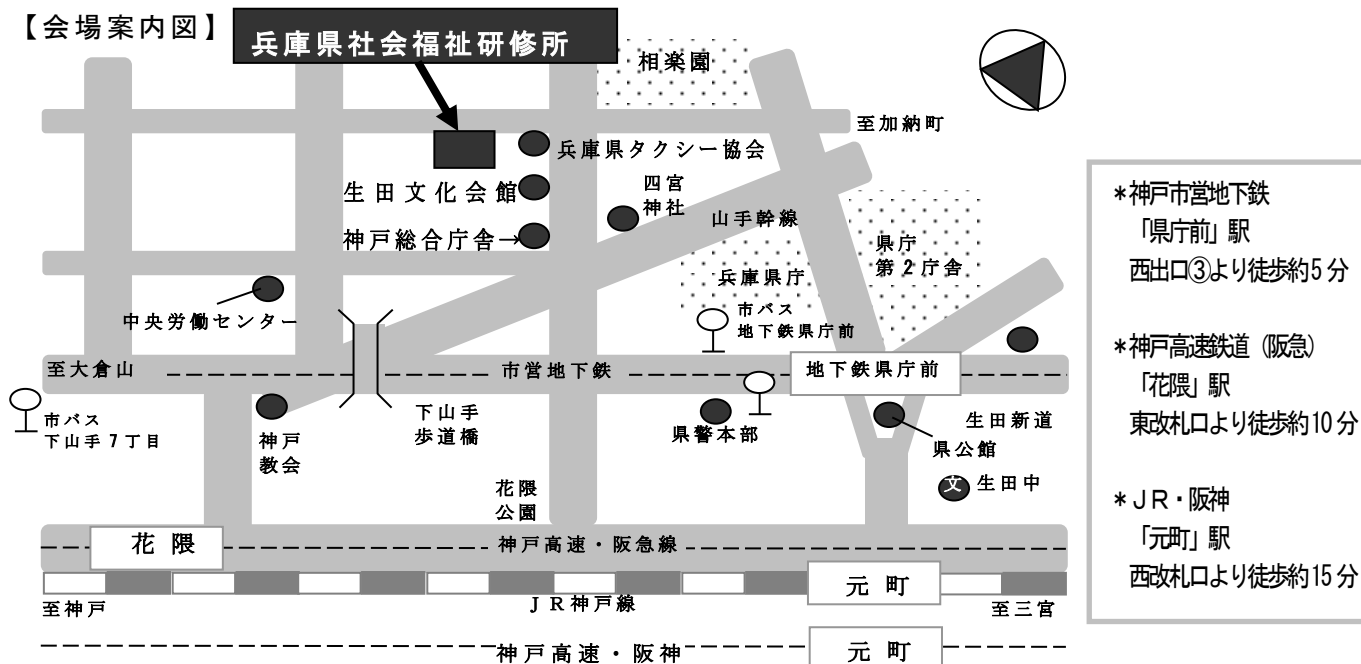 【会場案内図】
兵庫県社会福祉研修所
相楽園
至加納町
兵庫県タクシー協会
生田文化会館
四宮
神社
神戸総合庁舎→
山手幹線
県庁
第2庁舎
兵庫県庁
中央労働センター
市バス
地下鉄県庁前
至大倉山
市営地下鉄
地下鉄県庁前
市バス
下山手7丁目
神戸
教会
下山手
歩道橋
県警本部
県公館
生田新道
文 生田中
花隈
公園
花隈
神戸高速・阪急線
至神戸
JR神戸線
元町
至三宮
神戸高速・阪神
元町
*神戸市営地下鉄
「県庁前」駅
西出口③より徒歩約5分
*神戸高速鉄道(阪急)
「花隈」駅
東改札口より徒歩約10分
*JR・阪神
「元町」駅
西改札口より徒歩約15分